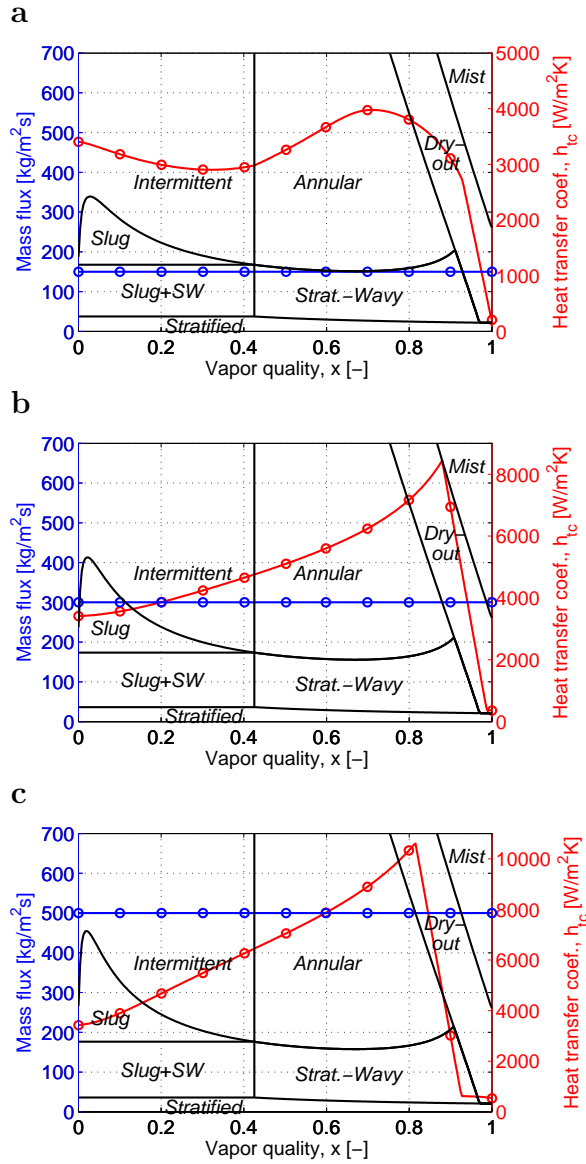 a
700
600
500
400
300
200
100
0
Mass flux [kg/m²s]
5000
4000
3000
2000
1000
0
Heat transfer coef., h_tc [W/m²K]
Mist
Dry−
out
Intermittent
Annular
Slug
Slug+SW
Strat.−Wavy
Stratified
0 0.2 0.4 0.6 0.8 1
Vapor quality, x [−]
b
700
600
500
400
300
200
100
0
Mass flux [kg/m²s]
8000
6000
4000
2000
0
Heat transfer coef., h_tc [W/m²K]
Mist
Dry−
out
Intermittent
Annular
Slug
Slug+SW
Strat.−Wavy
Stratified
0 0.2 0.4 0.6 0.8 1
Vapor quality, x [−]
c
700
600
500
400
300
200
100
0
Mass flux [kg/m²s]
10000
8000
6000
4000
2000
0
Heat transfer coef., h_tc [W/m²K]
Mist
Dry−
out
Intermittent
Annular
Slug
Slug+SW
Strat.−Wavy
Stratified
0 0.2 0.4 0.6 0.8 1
Vapor quality, x [−]